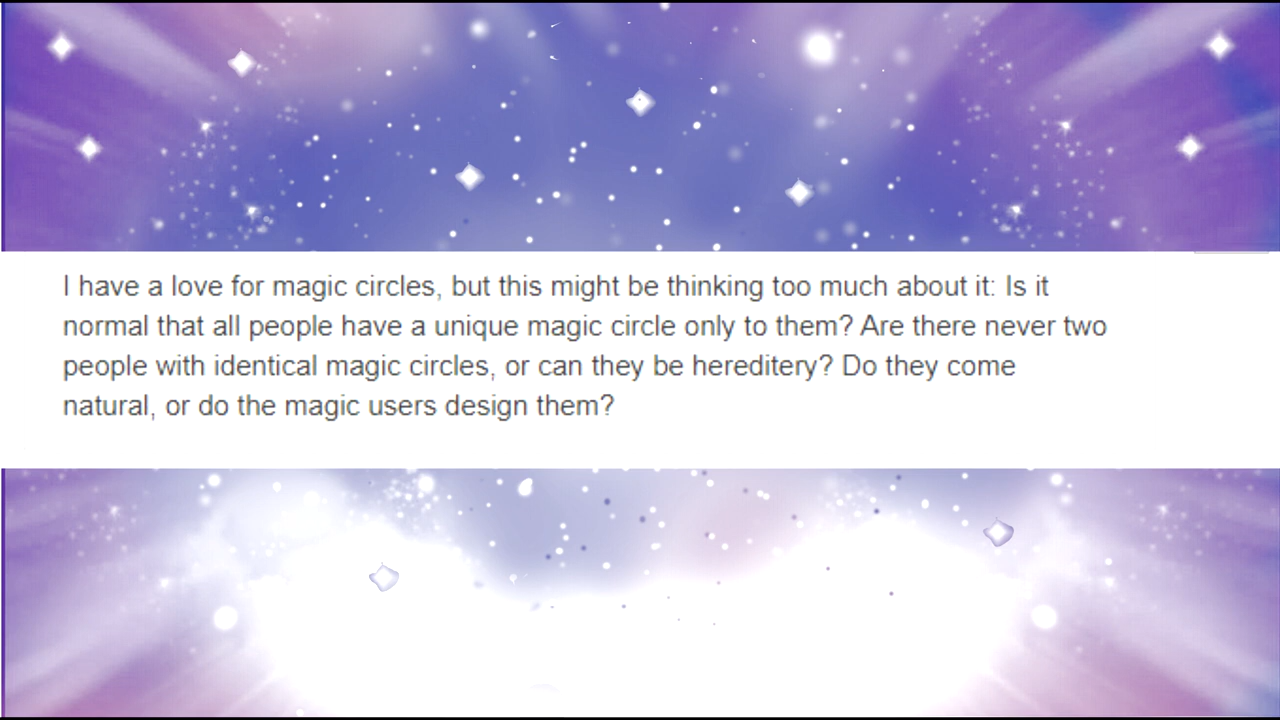 I have a love for magic circles, but this might be thinking too much about it: Is it
normal that all people have a unique magic circle only to them? Are there never two
people with identical magic circles, or can they be hereditery? Do they come
natural, or do the magic users design them?